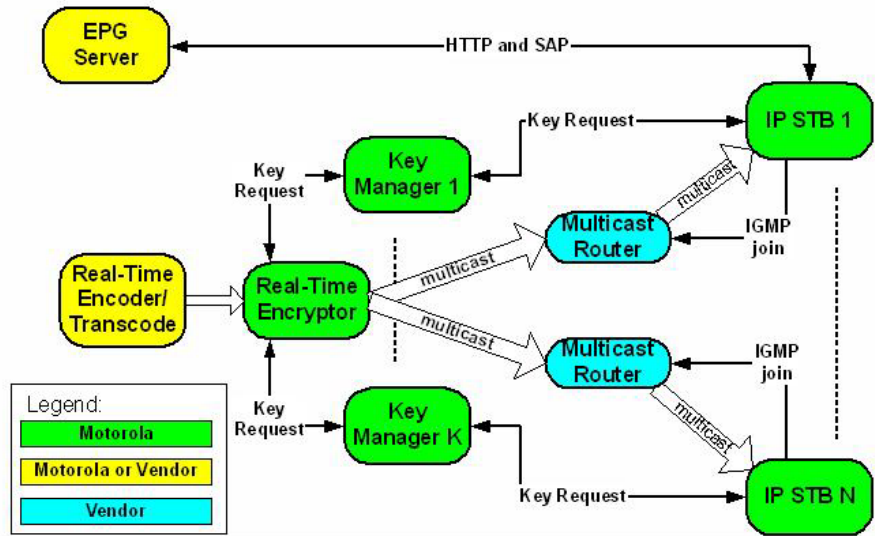 EPG
Server
HTTP and SAP
IP STB 1
Key Request
Key
Manager 1
Key
Request
multicast
Multicast
Router
IGMP
join
multicast
Real-Time
Encoder/
Transcode
Real-Time
Encryptor
multicast
Multicast
Router
IGMP
join
multicast
Key
Request
Key
Manager K
Key Request
IP STB N
Legend:
Motorola
Motorola or Vendor
Vendor